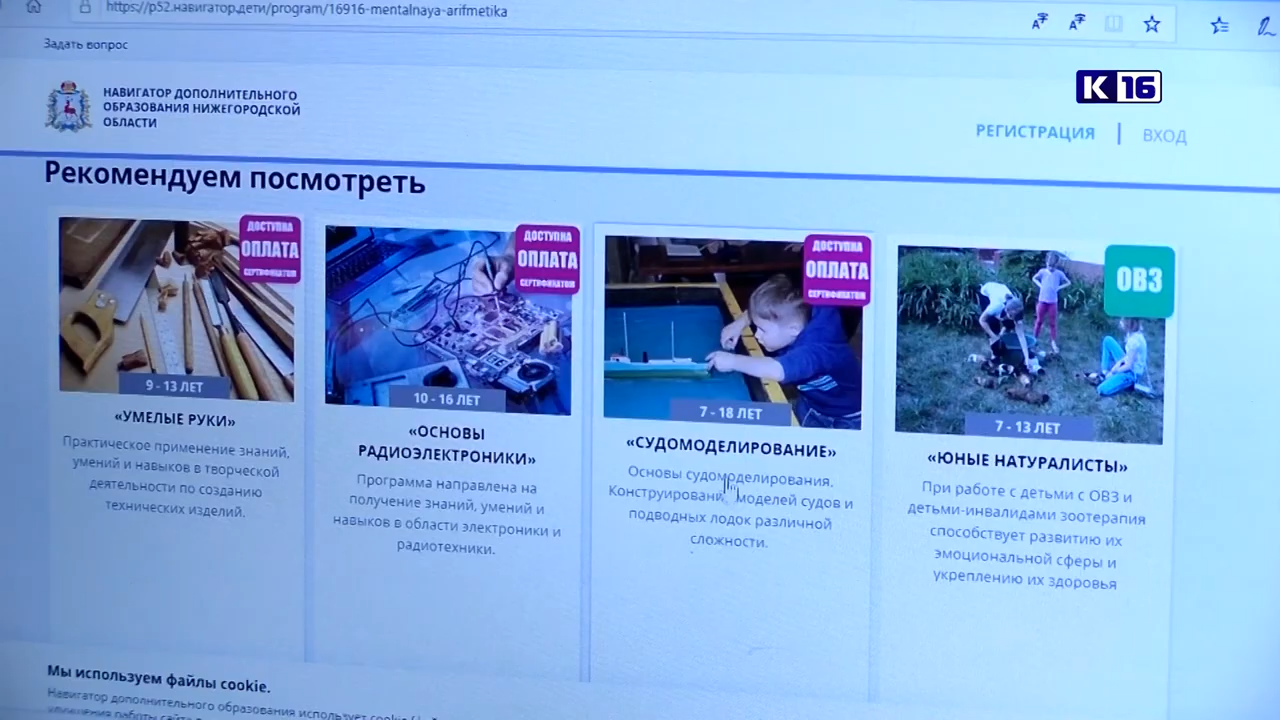 https://p52.навигатор.дети/program/16916-mentalnaya-arifmetika
Задать вопрос
К 16
НАВИГАТОР ДОПОЛНИТЕЛЬНОГО
ОБРАЗОВАНИЯ НИЖЕГОРОДСКОЙ
ОБЛАСТИ
РЕГИСТРАЦИЯ | ВХОД
Рекомендуем посмотреть
ДОСТУПНА
ОПЛАТА
СЕРТИФИКАТОМ
9 - 13 ЛЕТ
«УМЕЛЫЕ РУКИ»
Практическое применение знаний,
умений и навыков в творческой
деятельности по созданию
технических изделий.
ДОСТУПНА
ОПЛАТА
СЕРТИФИКАТОМ
10 - 16 ЛЕТ
«ОСНОВЫ
РАДИОЭЛЕКТРОНИКИ»
Программа направлена на
получение знаний, умений и
навыков в области электроники и
радиотехники.
ДОСТУПНА
ОПЛАТА
СЕРТИФИКАТОМ
7 - 18 ЛЕТ
«СУДОМОДЕЛИРОВАНИЕ»
Основы судомоделирования.
Конструировани моделей судов и
подводных лодок различной
сложности.
ОВЗ
7 - 13 ЛЕТ
«ЮНЫЕ НАТУРАЛИСТЫ»
При работе с детьми с ОВЗ и
детьми-инвалидами зоотерапия
способствует развитию их
эмоциональной сферы и
укреплению их здоровья
Мы используем файлы cookie.
Навигатор дополнительного образования использует cookie